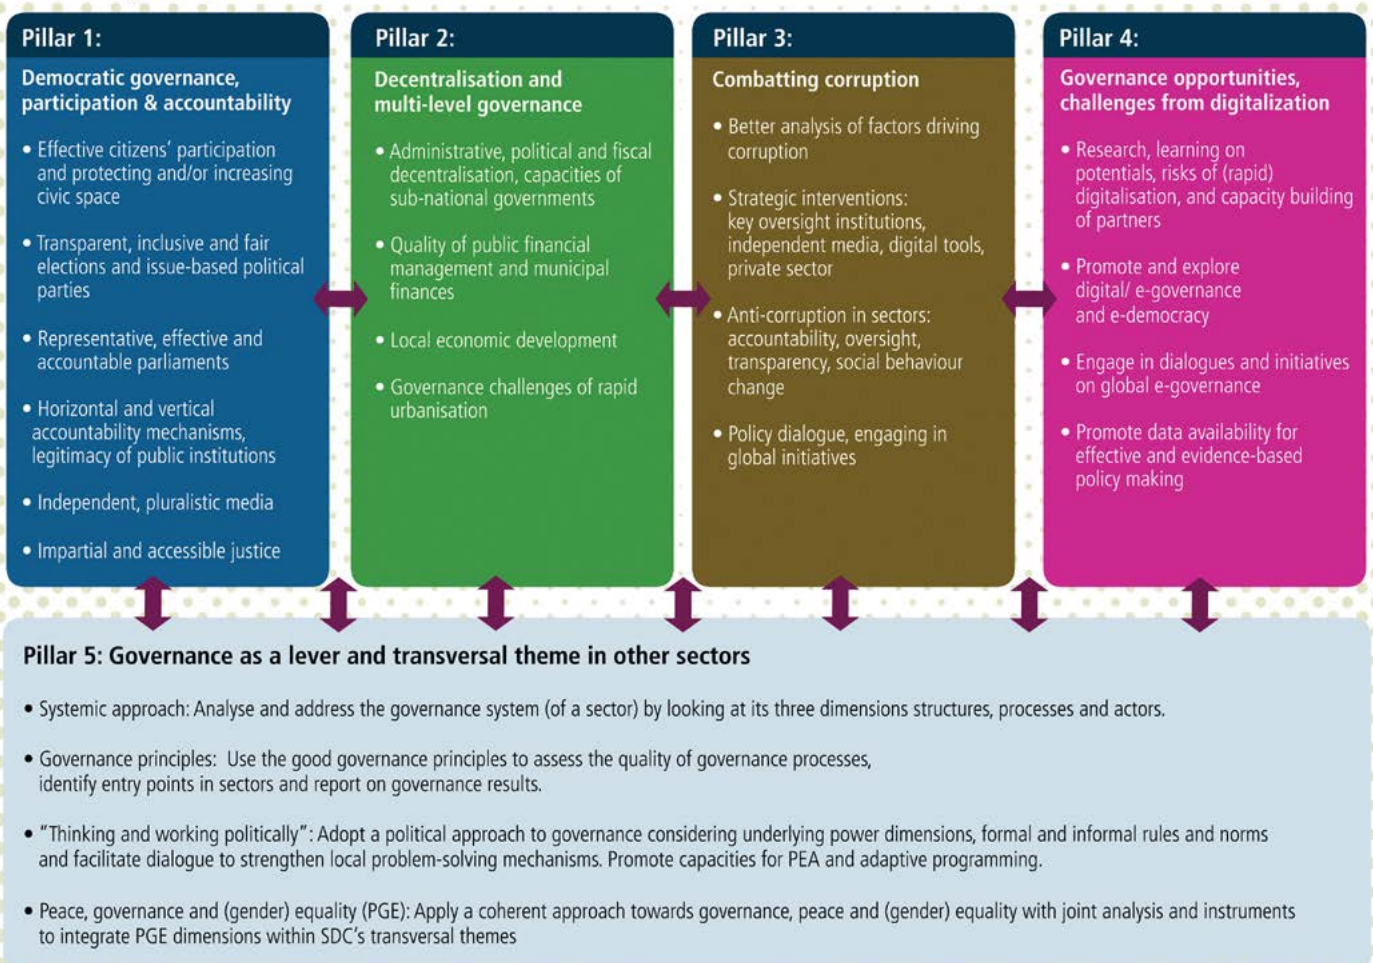 Pillar 1:
Democratic governance,
participation & accountability
• Effective citizens' participation
and protecting and/or increasing
civic space
• Transparent, inclusive and fair
elections and issue-based political
parties
• Representative, effective and
accountable parliaments
• Horizontal and vertical
accountability mechanisms,
legitimacy of public institutions
• Independent, pluralistic media
• Impartial and accessible justice
Pillar 2:
Decentralisation and
multi-level governance
• Administrative, political and fiscal
decentralisation, capacities of
sub-national governments
• Quality of public financial
management and municipal
finances
• Local economic development
• Governance challenges of rapid
urbanisation
Pillar 3:
Combatting corruption
• Better analysis of factors driving
corruption
• Strategic interventions:
key oversight institutions,
independent media, digital tools,
private sector
• Anti-corruption in sectors:
accountability, oversight,
transparency, social behaviour
change
• Policy dialogue, engaging in
global initiatives
Pillar 4:
Governance opportunities,
challenges from digitalization
• Research, learning on
potentials, risks of (rapid)
digitalisation, and capacity building
of partners
• Promote and explore
digital/ e-governance
and e-democracy
• Engage in dialogues and initiatives
on global e-governance
• Promote data availability for
effective and evidence-based
policy making
Pillar 5: Governance as a lever and transversal theme in other sectors
• Systemic approach: Analyse and address the governance system (of a sector) by looking at its three dimensions structures, processes and actors.
• Governance principles: Use the good governance principles to assess the quality of governance processes,
identify entry points in sectors and report on governance results.
• "Thinking and working politically": Adopt a political approach to governance considering underlying power dimensions, formal and informal rules and norms
and facilitate dialogue to strengthen local problem-solving mechanisms. Promote capacities for PEA and adaptive programming.
• Peace, governance and (gender) equality (PGE): Apply a coherent approach towards governance, peace and (gender) equality with joint analysis and instruments
to integrate PGE dimensions within SDC's transversal themes